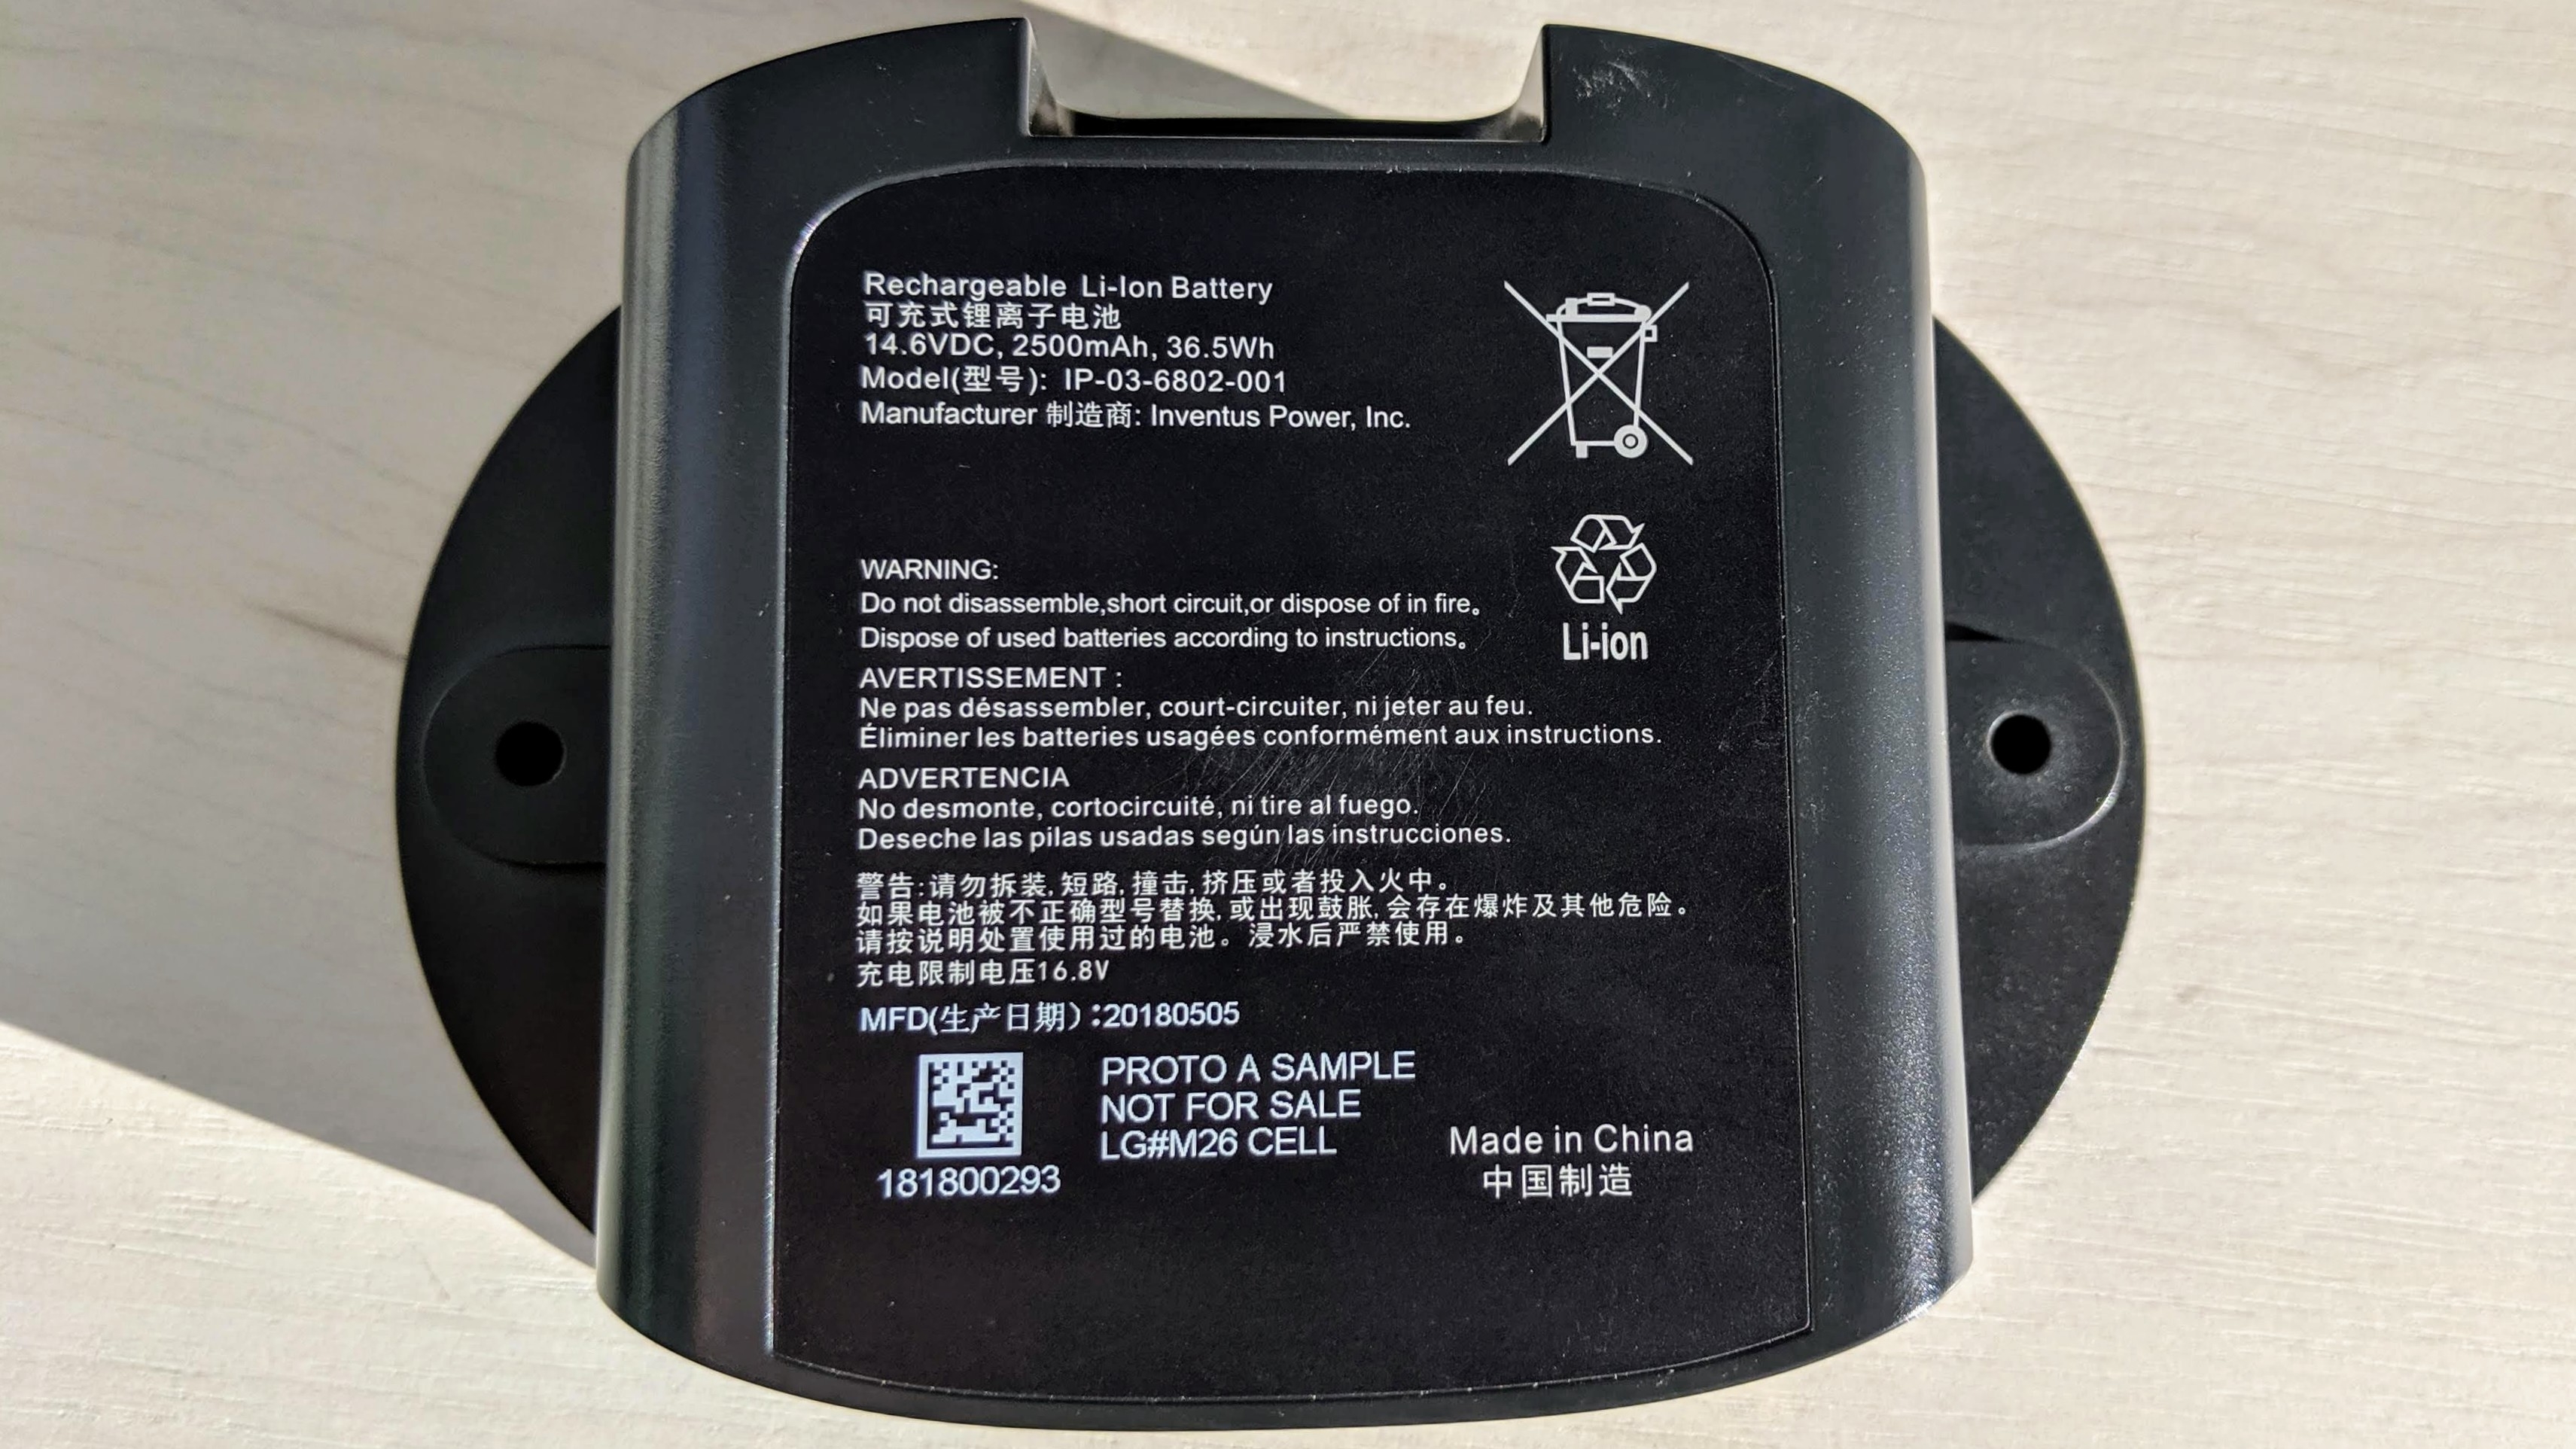 Rechargeable Li-Ion Battery
可充式锂离子电池
14.6VDC, 2500mAh, 36.5Wh
Model(型号): IP-03-6802-001
Manufacturer 制造商: Inventus Power, Inc.
WARNING:
Do not disassemble,short circuit,or dispose of in fire。
Dispose of used batteries according to instructions。
Li-ion
AVERTISSEMENT :
Ne pas désassembler, court-circuiter, ni jeter au feu.
Éliminer les batteries usagées conformément aux instructions.
ADVERTENCIA
No desmonte, cortocircuité, ni tire al fuego.
Deseche las pilas usadas según las instrucciones.
警告:请勿拆装,短路,撞击,挤压或者投入火中。
如果电池被不正确型号替换,或出现鼓胀,会存在爆炸及其他危险。
请按说明处置使用过的电池。浸水后严禁使用。
充电限制电压16.8V
MFD(生产日期）:20180505
PROTO A SAMPLE
NOT FOR SALE
LG#M26 CELL
181800293
Made in China
中国制造